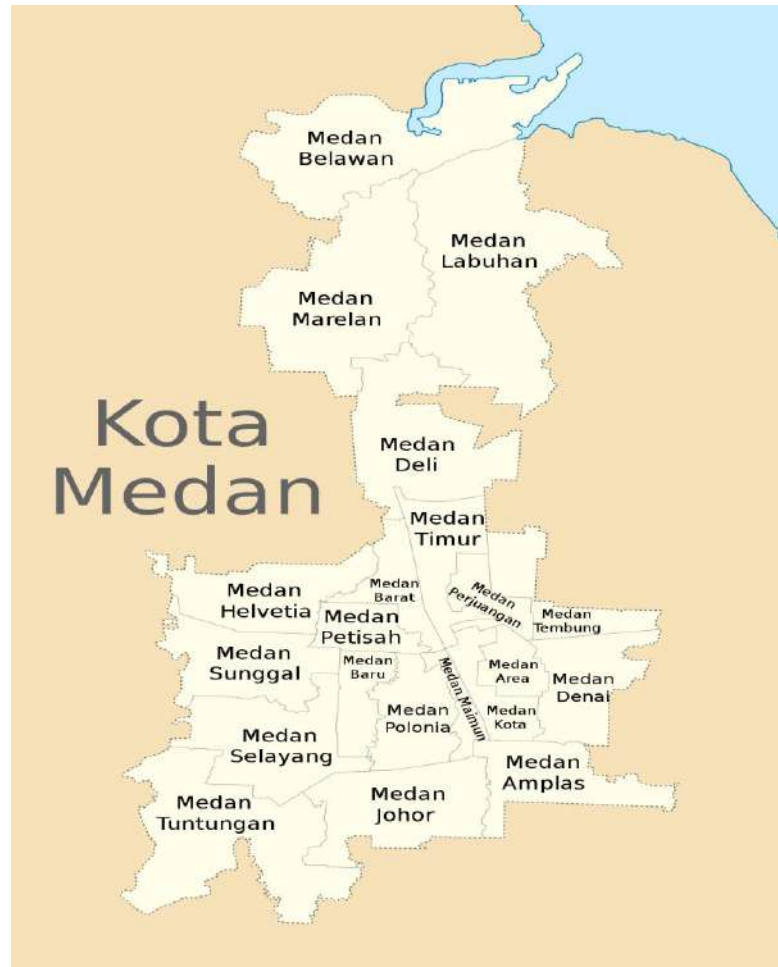 Medan
Belawan
Medan
Labuhan
Medan
Marelan
Kota
Medan
Medan
Deli
Medan
Timur
Medan
Helvetia
Medan
Barat
Medan
Perjuangan
Medan
Tembung
Medan
Petisah
Medan
Sunggal
Medan
Baru
Medan Maimun
Medan
Area
Medan
Denai
Medan
Polonia
Medan
Kota
Medan
Selayang
Medan
Amplas
Medan
Tuntungan
Medan
Johor